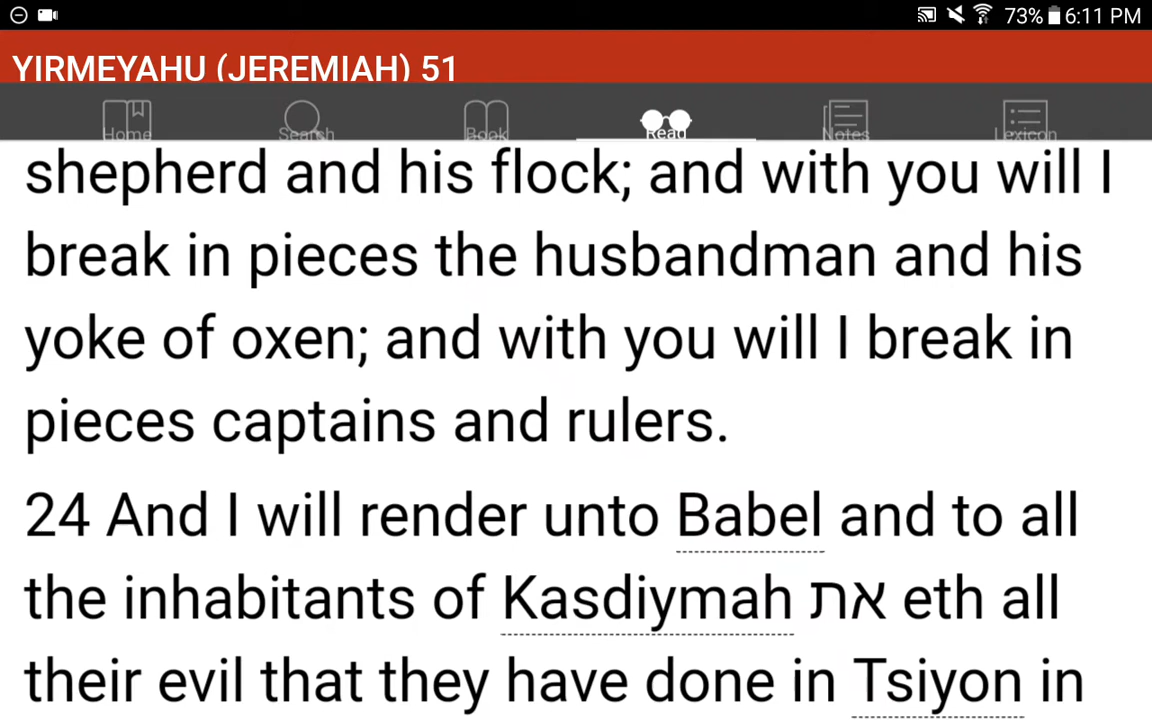 73% 6:11 PM
YIRMEYAHU (JEREMIAH) 51
Home Search Book Read Notes Lexicon
shepherd and his flock; and with you will I
break in pieces the husbandman and his
yoke of oxen; and with you will I break in
pieces captains and rulers.
24 And I will render unto Babel and to all
the inhabitants of Kasdiymah את eth all
their evil that they have done in Tsiyon in